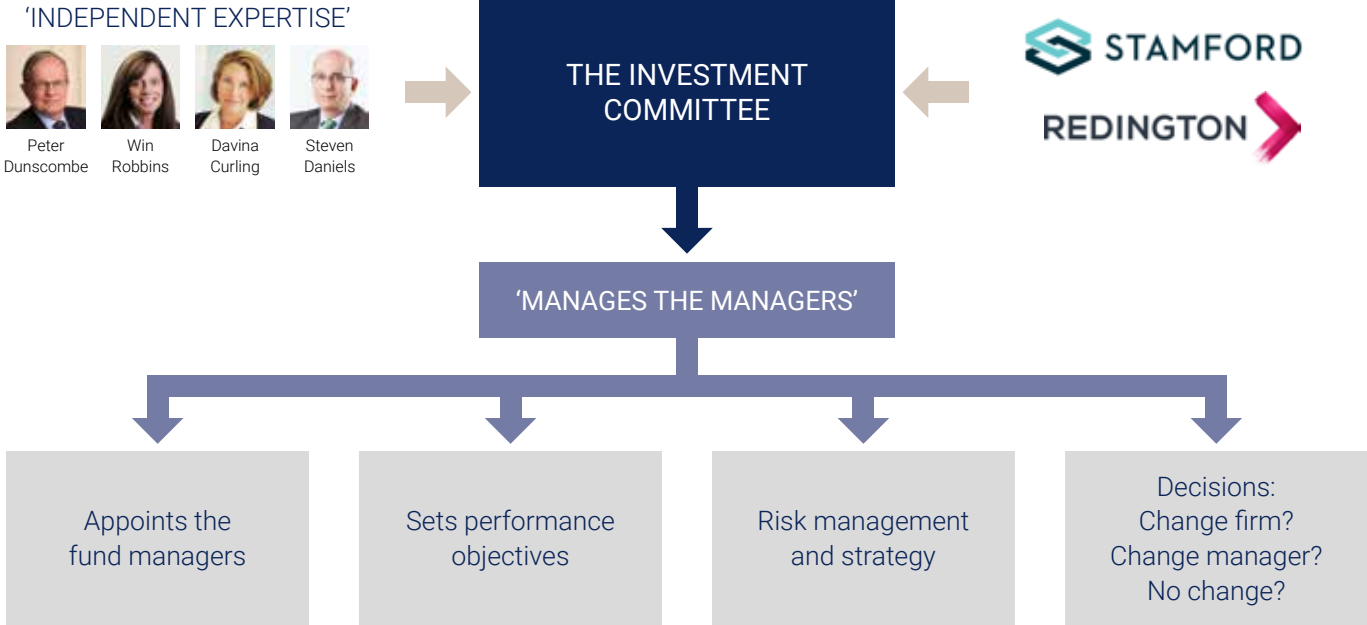 ‘INDEPENDENT EXPERTISE’
Peter
Dunscombe
Win
Robbins
Davina
Curling
Steven
Daniels
THE INVESTMENT
COMMITTEE
STAMFORD
REDINGTON
‘MANAGES THE MANAGERS’
Appoints the
fund managers
Sets performance
objectives
Risk management
and strategy
Decisions:
Change firm?
Change manager?
No change?